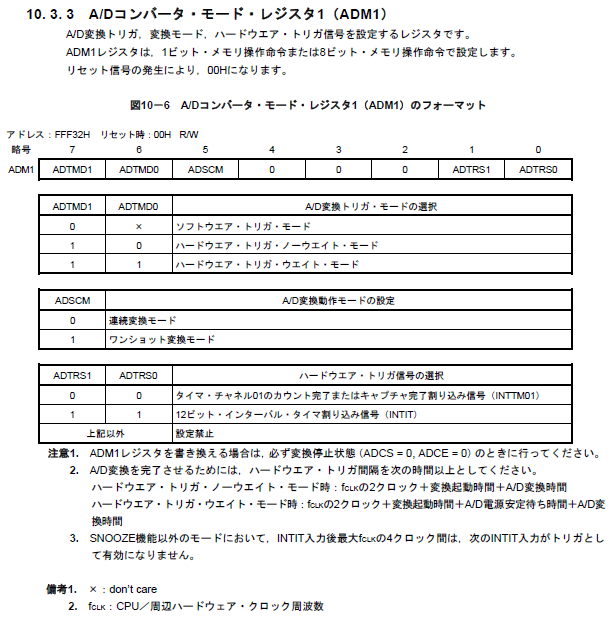 10. 3. 3 A/Dコンバータ・モード・レジスタ1（ADM1）
A/D変換トリガ，変換モード，ハードウエア・トリガ信号を設定するレジスタです。
ADM1レジスタは，1ビット・メモリ操作命令または8ビット・メモリ操作命令で設定します。
リセット信号の発生により，00Hになります。
図10－6 A/Dコンバータ・モード・レジスタ1（ADM1）のフォーマット
アドレス：FFF32H リセット時：00H R/W
略号 7 6 5 4 3 2 1 0
ADM1 ADTMD1 ADTMD0 ADSCM 0 0 0 ADTRS1 ADTRS0
ADTMD1 ADTMD0 A/D変換トリガ・モードの選択
0 × ソフトウエア・トリガ・モード
1 0 ハードウエア・トリガ・ノーウエイト・モード
1 1 ハードウエア・トリガ・ウエイト・モード
ADSCM A/D変換動作モードの設定
0 連続変換モード
1 ワンショット変換モード
ADTRS1 ADTRS0 ハードウエア・トリガ信号の選択
0 0 タイマ・チャネル01のカウント完了またはキャプチャ完了割り込み信号（INTTM01）
1 1 12ビット・インターバル・タイマ割り込み信号（INTIT）
上記以外 設定禁止
注意1. ADM1レジスタを書き換える場合は，必ず変換停止状態（ADCS = 0, ADCE = 0）のときに行ってください。
2. A/D変換を完了させるためには，ハードウエア・トリガ間隔を次の時間以上としてください。
ハードウエア・トリガ・ノーウエイト・モード時：fCLKの2クロック＋変換起動時間＋A/D変換時間
ハードウエア・トリガ・ウエイト・モード時：fCLKの2クロック＋変換起動時間＋A/D電源安定待ち時間＋A/D変
換時間
3. SNOOZE機能以外のモードにおいて，INTIT入力後最大fCLKの4クロック間は，次のINTIT入力がトリガとし
て有効になりません。
備考1. ×：don't care
2. fCLK：CPU／周辺ハードウェア・クロック周波数